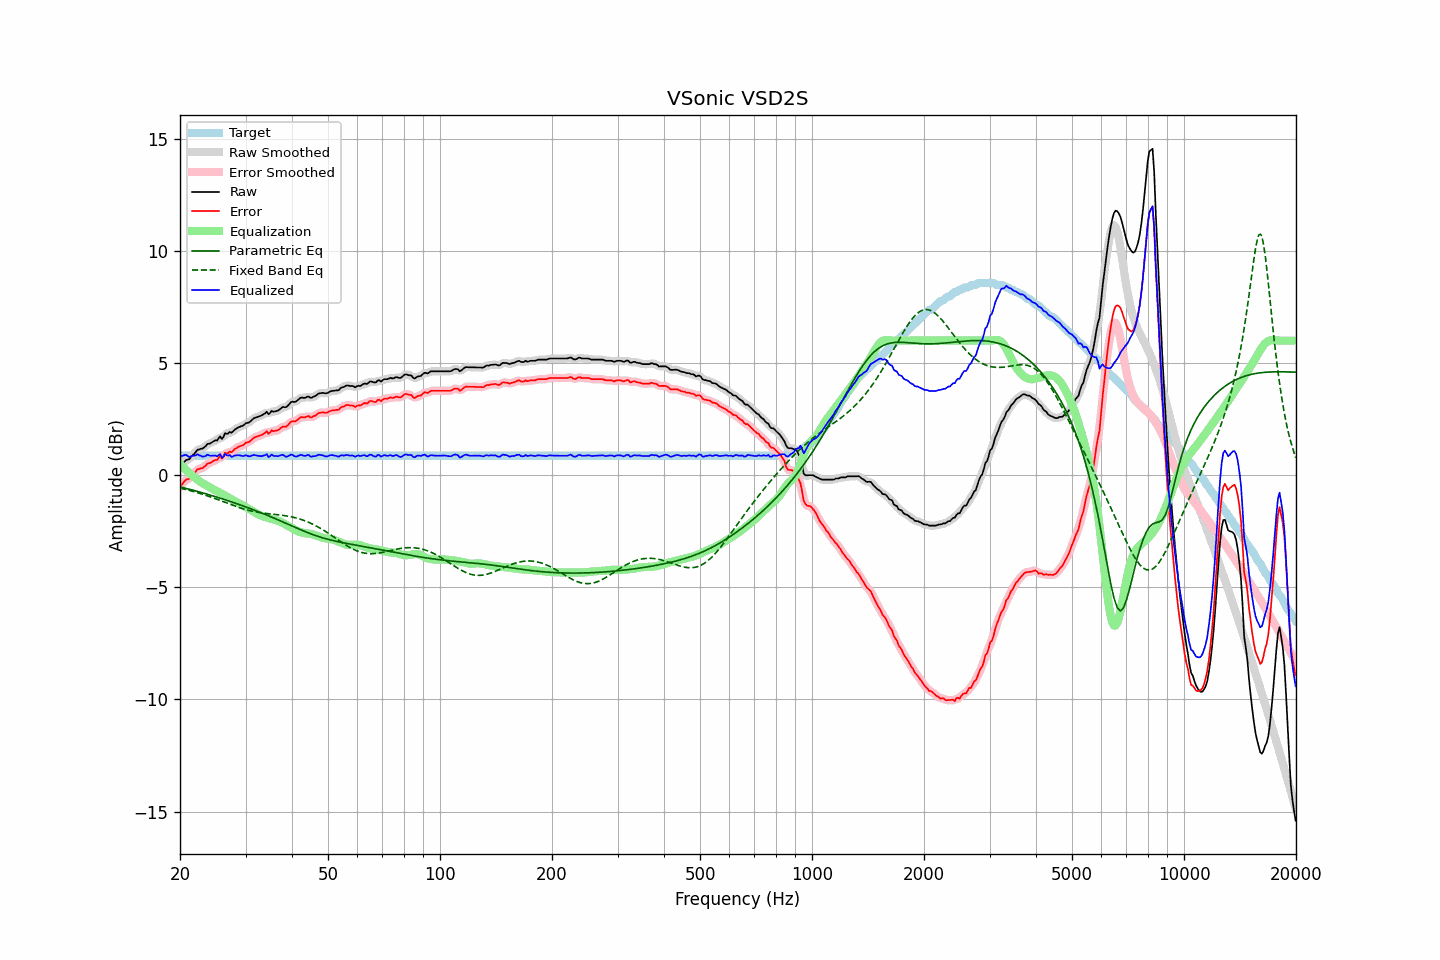 VSonic VSD2S
Target
Raw Smoothed
Error Smoothed
Raw
Error
Equalization
Parametric Eq
Fixed Band Eq
Equalized
15
10
5
0
−5
−10
−15
Amplitude (dBr)
20
50
100
200
500
1000
2000
5000
10000
20000
Frequency (Hz)